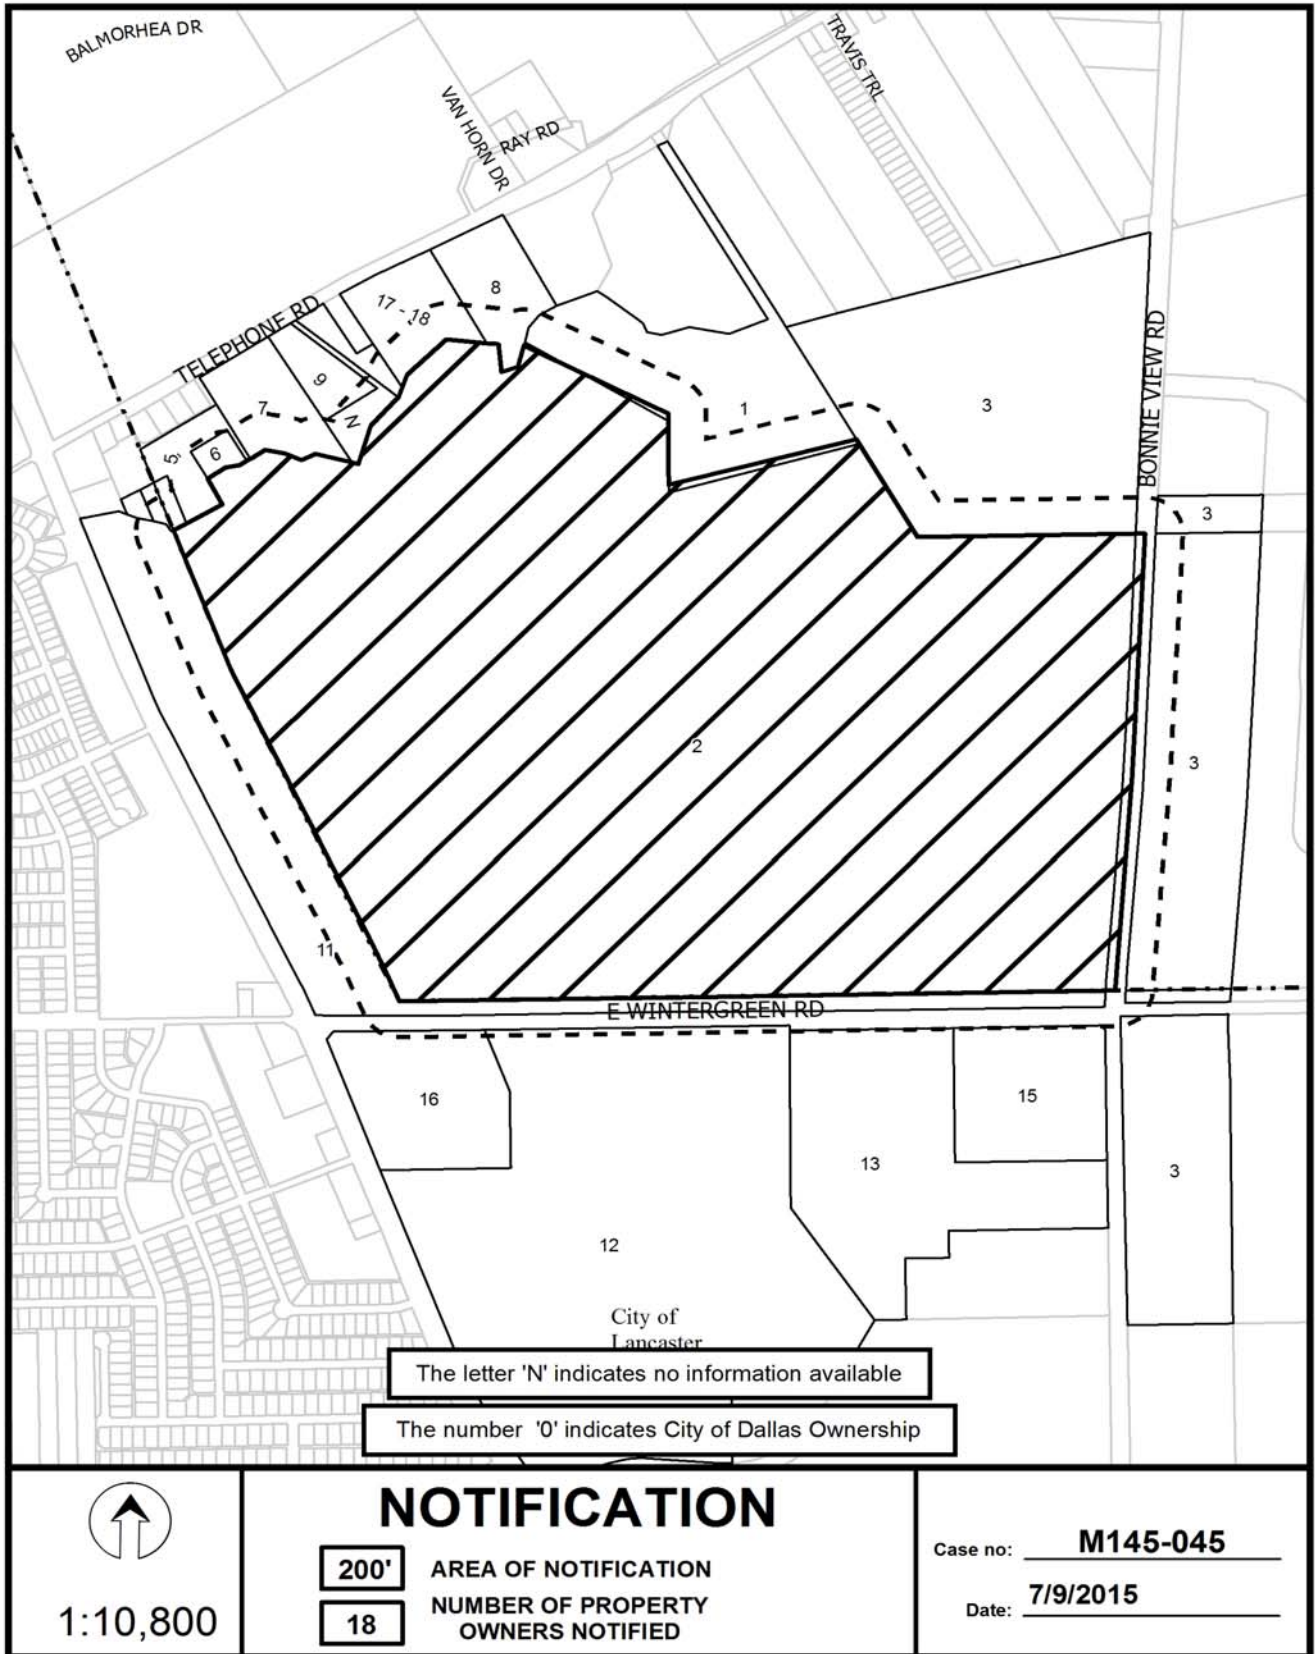 BALMORHEA DR
TRAVIS TRL
VAN HORN DR
RAY RD
8
17 - 18
TELEPHONE RD
BONNIE VIEW RD
9
7
1
3
N
5
6
3
2
3
11
E WINTERGREEN RD
16
15
13
3
12
City of
Lancaster
The letter 'N' indicates no information available
The number '0' indicates City of Dallas Ownership
1:10,800
NOTIFICATION
200' AREA OF NOTIFICATION
18 NUMBER OF PROPERTY
OWNERS NOTIFIED
Case no: M145-045
Date: 7/9/2015